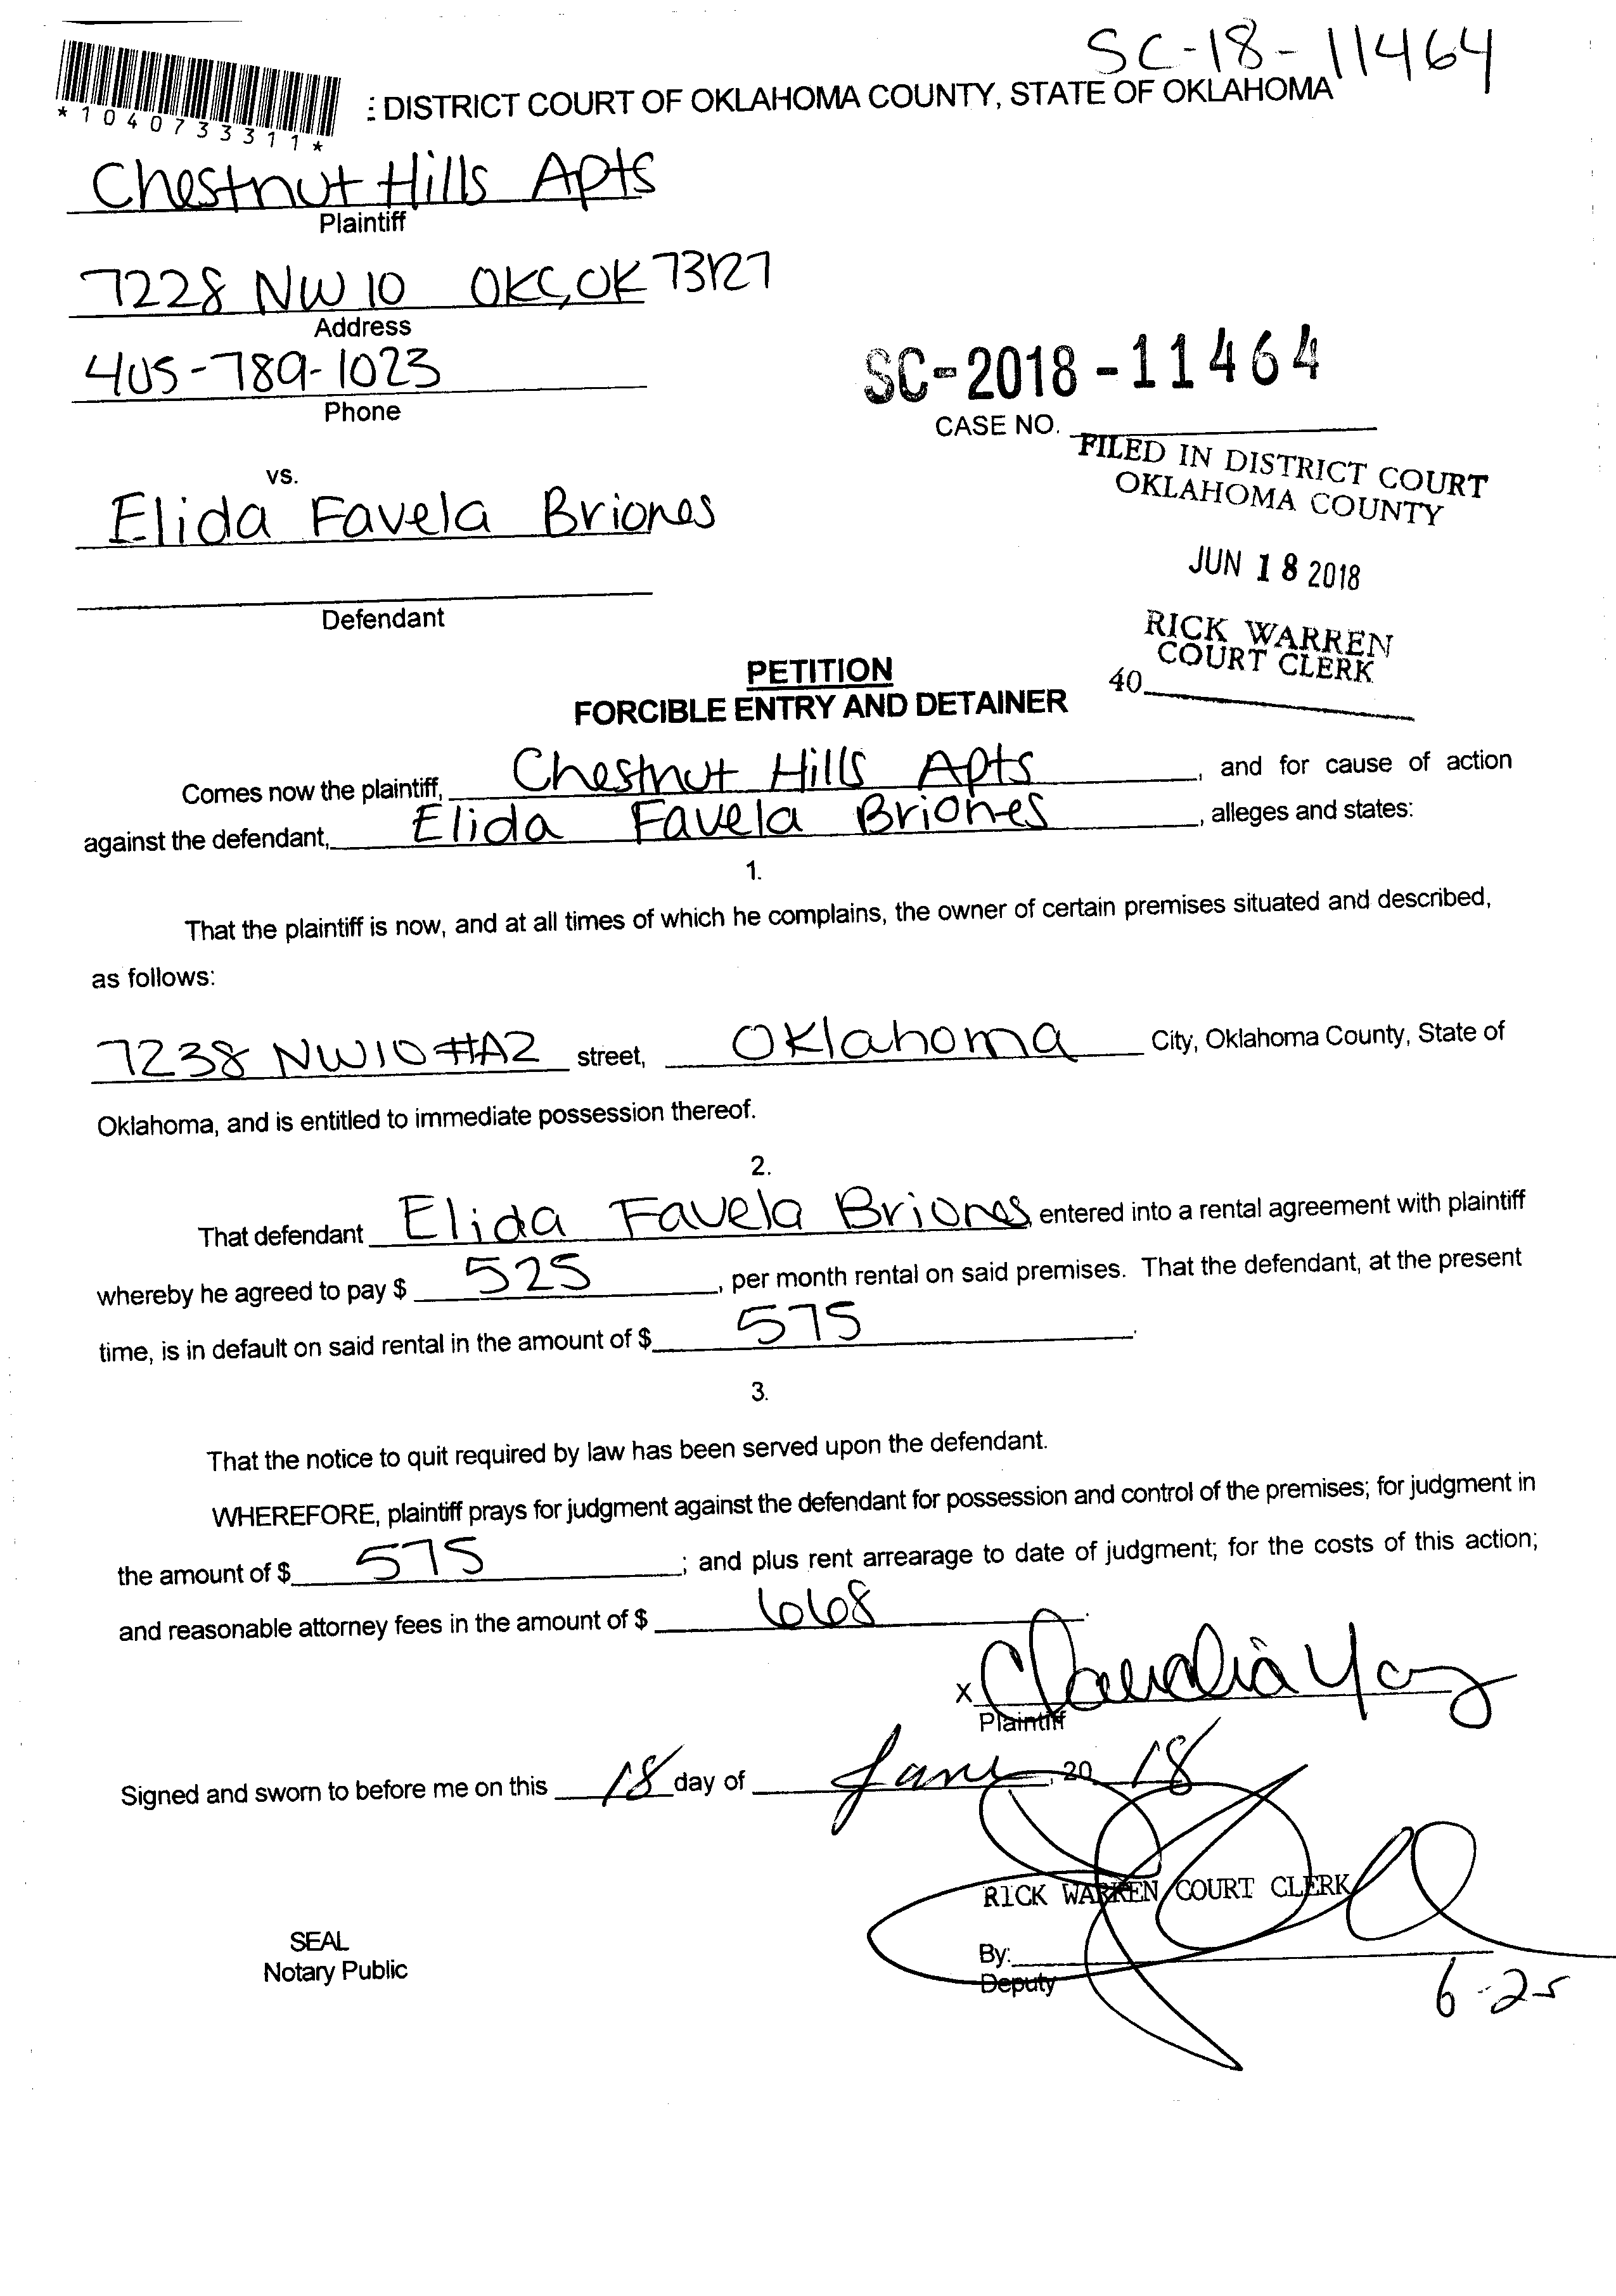 SC-18-11464
: DISTRICT COURT OF OKLAHOMA COUNTY, STATE OF OKLAHOMA
*1040733311*
Chestnut Hills Apts
Plaintiff
7228 NW 10 OKC, OK 73127
Address
405-789-1023
Phone
SC-2018-11464
CASE NO.
FILED IN DISTRICT COURT
OKLAHOMA COUNTY
vs.
Elida Favela Briones
JUN 18 2018
Defendant
RICK WARREN
COURT CLERK
40
PETITION
FORCIBLE ENTRY AND DETAINER
Comes now the plaintiff, Chestnut Hills Apts, and for cause of action
against the defendant, Elida Favela Briones, alleges and states:
1.
That the plaintiff is now, and at all times of which he complains, the owner of certain premises situated and described,
as follows:
7238 NW10 #A2 street, Oklahoma City, Oklahoma County, State of
Oklahoma, and is entitled to immediate possession thereof.
2.
That defendant Elida Favela Briones, entered into a rental agreement with plaintiff
whereby he agreed to pay $ 525, per month rental on said premises. That the defendant, at the present
time, is in default on said rental in the amount of $ 575.
3.
That the notice to quit required by law has been served upon the defendant.
WHEREFORE, plaintiff prays for judgment against the defendant for possession and control of the premises; for judgment in
the amount of $ 575; and plus rent arrearage to date of judgment; for the costs of this action;
and reasonable attorney fees in the amount of $ 668.
x Claudia
Plaintiff
Signed and sworn to before me on this 18 day of June, 20 18
RICK WARREN COURT CLERK
SEAL
Notary Public
By:
Deputy
6-25